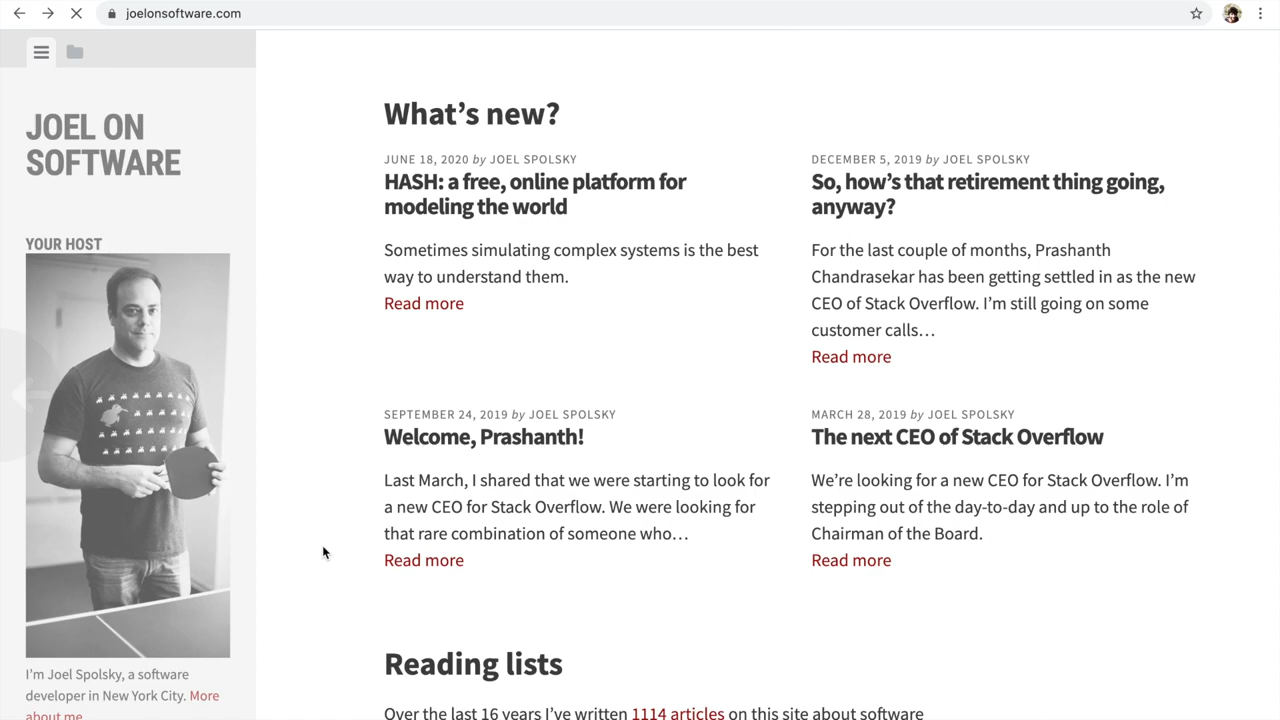 joelonsoftware.com
JOEL ON
SOFTWARE
YOUR HOST
I'm Joel Spolsky, a software
developer in New York City. More
about me
What's new?
JUNE 18, 2020 by JOEL SPOLSKY
HASH: a free, online platform for
modeling the world
Sometimes simulating complex systems is the best
way to understand them.
Read more
DECEMBER 5, 2019 by JOEL SPOLSKY
So, how's that retirement thing going,
anyway?
For the last couple of months, Prashanth
Chandrasekar has been getting settled in as the new
CEO of Stack Overflow. I'm still going on some
customer calls…
Read more
SEPTEMBER 24, 2019 by JOEL SPOLSKY
Welcome, Prashanth!
Last March, I shared that we were starting to look for
a new CEO for Stack Overflow. We were looking for
that rare combination of someone who…
Read more
MARCH 28, 2019 by JOEL SPOLSKY
The next CEO of Stack Overflow
We're looking for a new CEO for Stack Overflow. I'm
stepping out of the day-to-day and up to the role of
Chairman of the Board.
Read more
Reading lists
Over the last 16 years I've written 1114 articles on this site about software